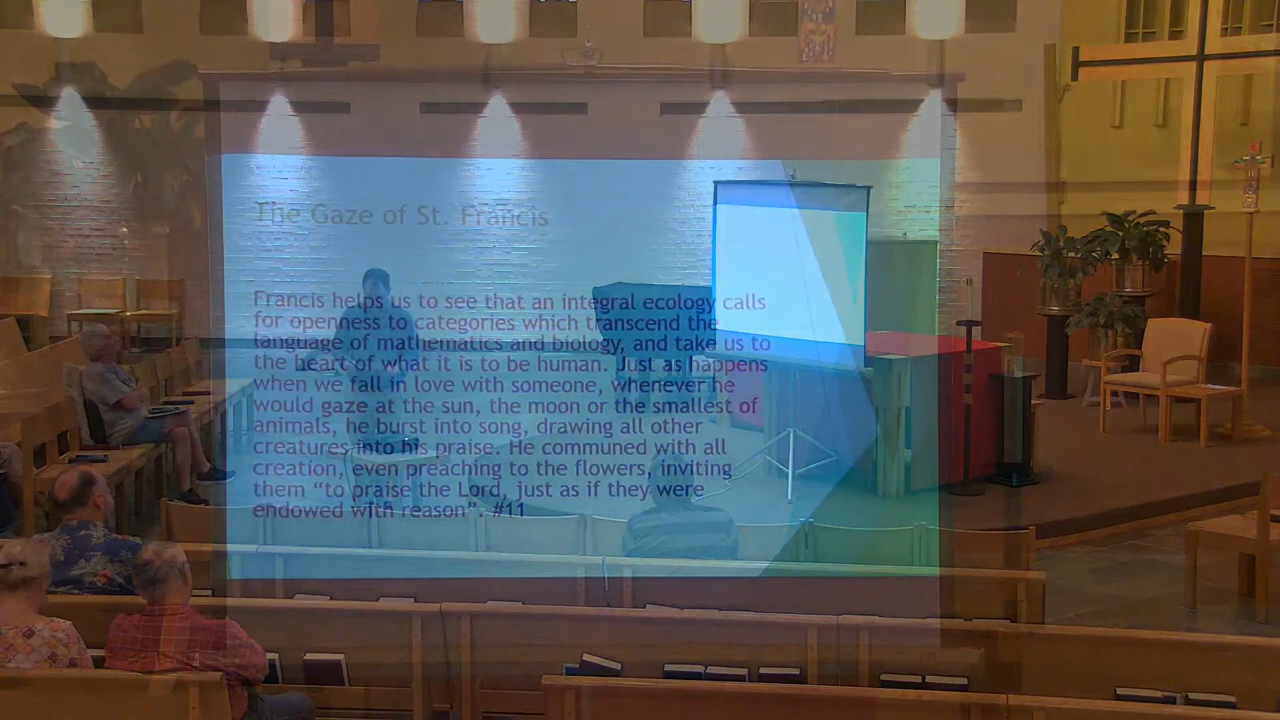 The Gaze of St. Francis
Francis helps us to see that an integral ecology calls
for openness to categories which transcend the
language of mathematics and biology, and take us to
the heart of what it is to be human. Just as happens
when we fall in love with someone, whenever he
would gaze at the sun, the moon or the smallest of
animals, he burst into song, drawing all other
creatures into his praise. He communed with all
creation, even preaching to the flowers, inviting
them “to praise the Lord, just as if they were
endowed with reason”. #11